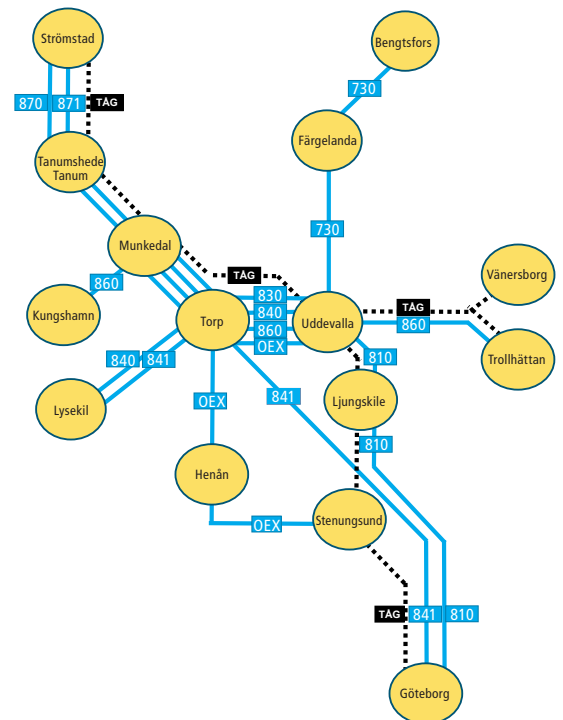 Strömstad
Bengtsfors
730
870
871
TÅG
Färgelanda
Tanumshede
Tanum
730
Munkedal
TÅG
Vänersborg
860
830
TÅG
Kungshamn
Torp
840
Uddevalla
860
860
OEX
Trollhättan
840
841
810
OEX
841
Ljungskile
Lysekil
810
Henån
OEX
Stenungsund
TÅG
841
810
Göteborg